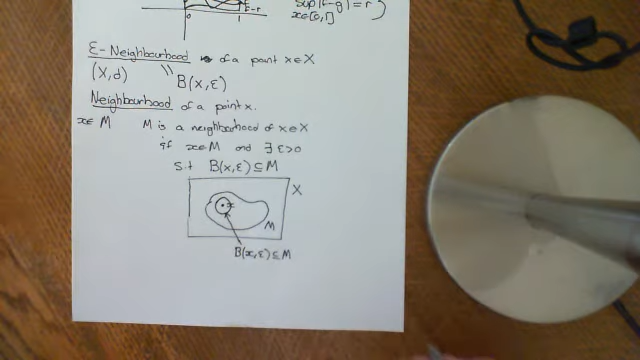 sup |f-g| = r
x∈[0,1]
0 1
ε-Neighbourhood of a point x∈X
(X,d) = B(x,ε)
Neighbourhood of a point x.
x∈M M is a neighbourhood of x∈X
if x∈M and ∃ ε>0
s.t B(x,ε) ⊆ M
X
x
M
B(x,ε) ⊆ M